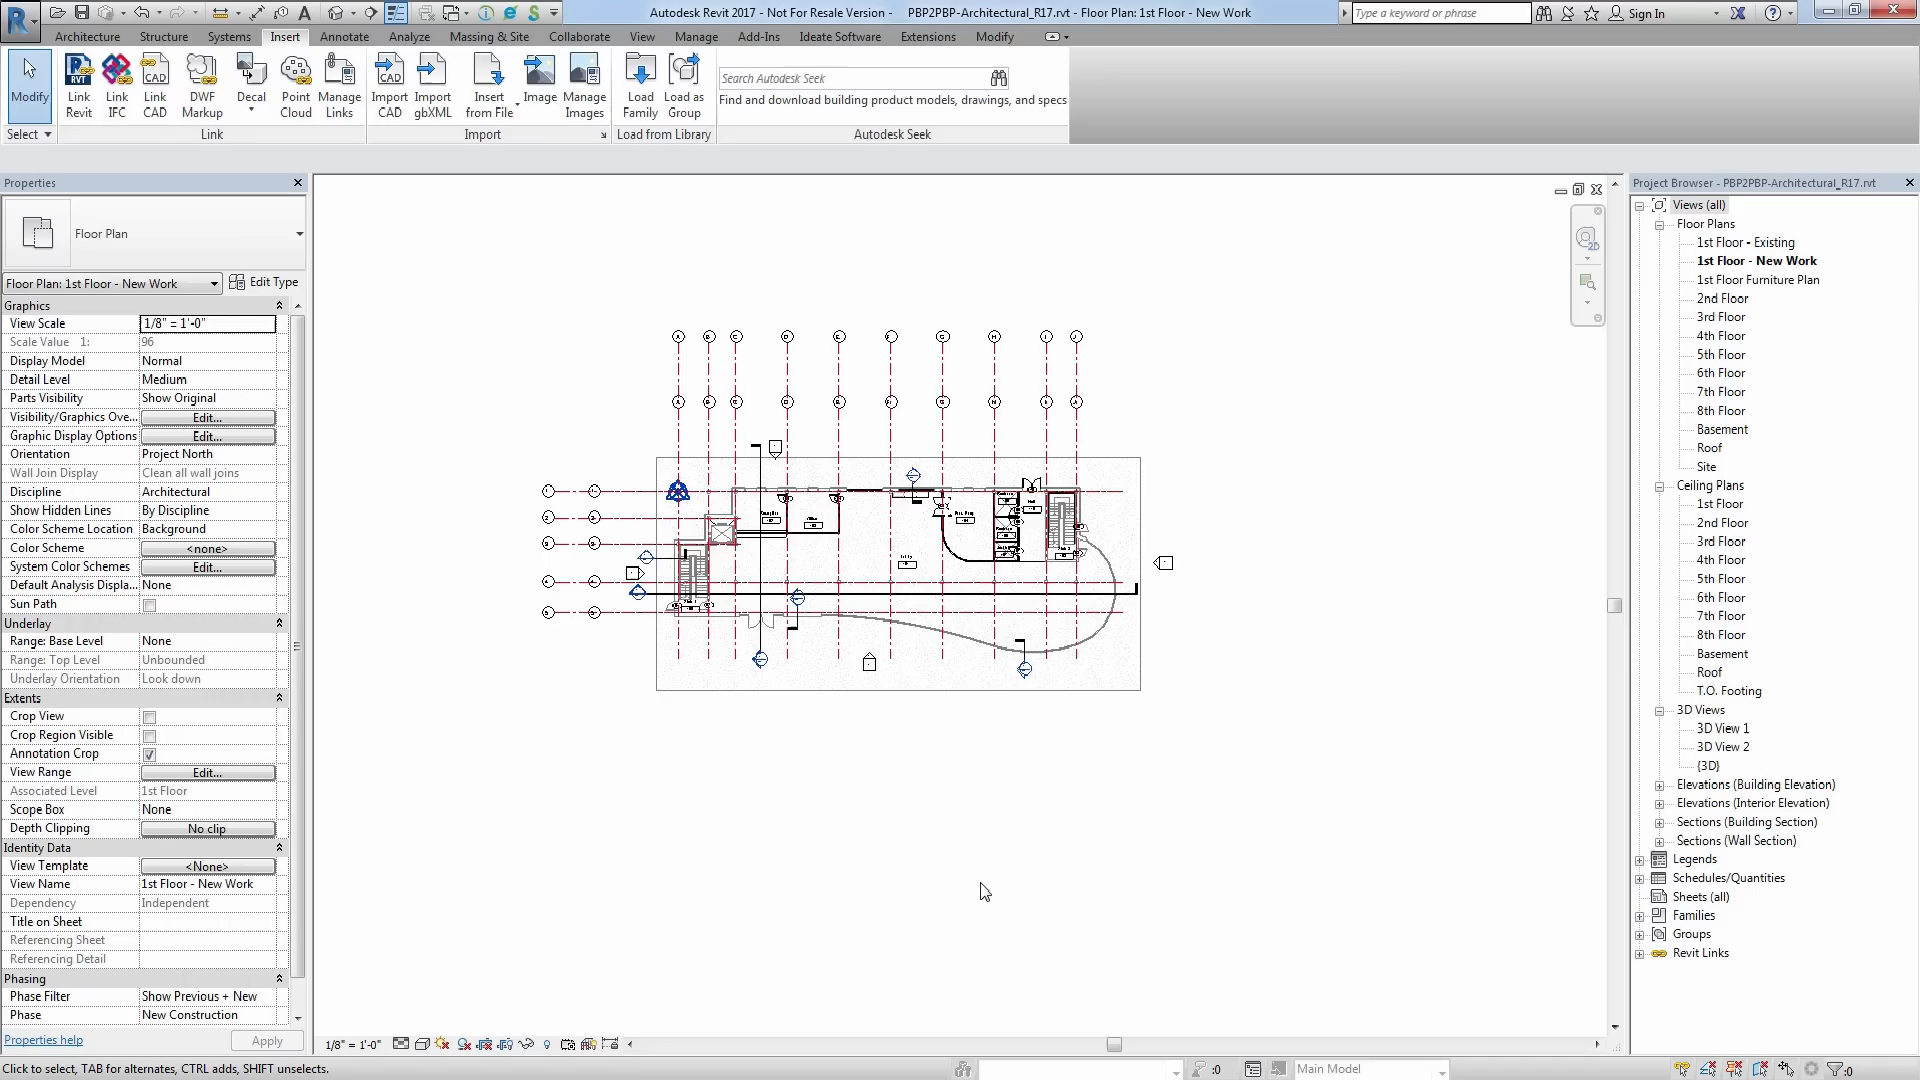 Autodesk Revit 2017 - Not For Resale Version - PBP2PBP-Architectural_R17.rvt - Floor Plan: 1st Floor - New Work
Type a keyword or phrase
Sign In
Architecture Structure Systems Insert Annotate Analyze Massing & Site Collaborate View Manage Add-Ins Ideate Software Extensions Modify
Modify
Link Revit
Link IFC
Link CAD
DWF Markup
Decal
Point Cloud
Manage Links
Import CAD
Import gbXML
Insert from File
Image
Manage Images
Load Family
Load as Group
Search Autodesk Seek
Find and download building product models, drawings, and specs
Select Link Import Load from Library Autodesk Seek
Properties
Floor Plan
Floor Plan: 1st Floor - New Work Edit Type
Graphics
View Scale 1/8" = 1'-0"
Scale Value 1: 96
Display Model Normal
Detail Level Medium
Parts Visibility Show Original
Visibility/Graphics Ove... Edit...
Graphic Display Options Edit...
Orientation Project North
Wall Join Display Clean all wall joins
Discipline Architectural
Show Hidden Lines By Discipline
Color Scheme Location Background
Color Scheme <none>
System Color Schemes Edit...
Default Analysis Displa... None
Sun Path
Underlay
Range: Base Level None
Range: Top Level Unbounded
Underlay Orientation Look down
Extents
Crop View
Crop Region Visible
Annotation Crop
View Range Edit...
Associated Level 1st Floor
Scope Box None
Depth Clipping No clip
Identity Data
View Template <None>
View Name 1st Floor - New Work
Dependency Independent
Title on Sheet
Referencing Sheet
Referencing Detail
Phasing
Phase Filter Show Previous + New
Phase New Construction
Properties help Apply
2D
1/8" = 1'-0"
Project Browser - PBP2PBP-Architectural_R17.rvt
Views (all)
Floor Plans
1st Floor - Existing
1st Floor - New Work
1st Floor Furniture Plan
2nd Floor
3rd Floor
4th Floor
5th Floor
6th Floor
7th Floor
8th Floor
Basement
Roof
Site
Ceiling Plans
1st Floor
2nd Floor
3rd Floor
4th Floor
5th Floor
6th Floor
7th Floor
8th Floor
Basement
Roof
T.O. Footing
3D Views
3D View 1
3D View 2
{3D}
Elevations (Building Elevation)
Elevations (Interior Elevation)
Sections (Building Section)
Sections (Wall Section)
Legends
Schedules/Quantities
Sheets (all)
Families
Groups
Revit Links
Click to select, TAB for alternates, CTRL adds, SHIFT unselects.
:0
Main Model
:0